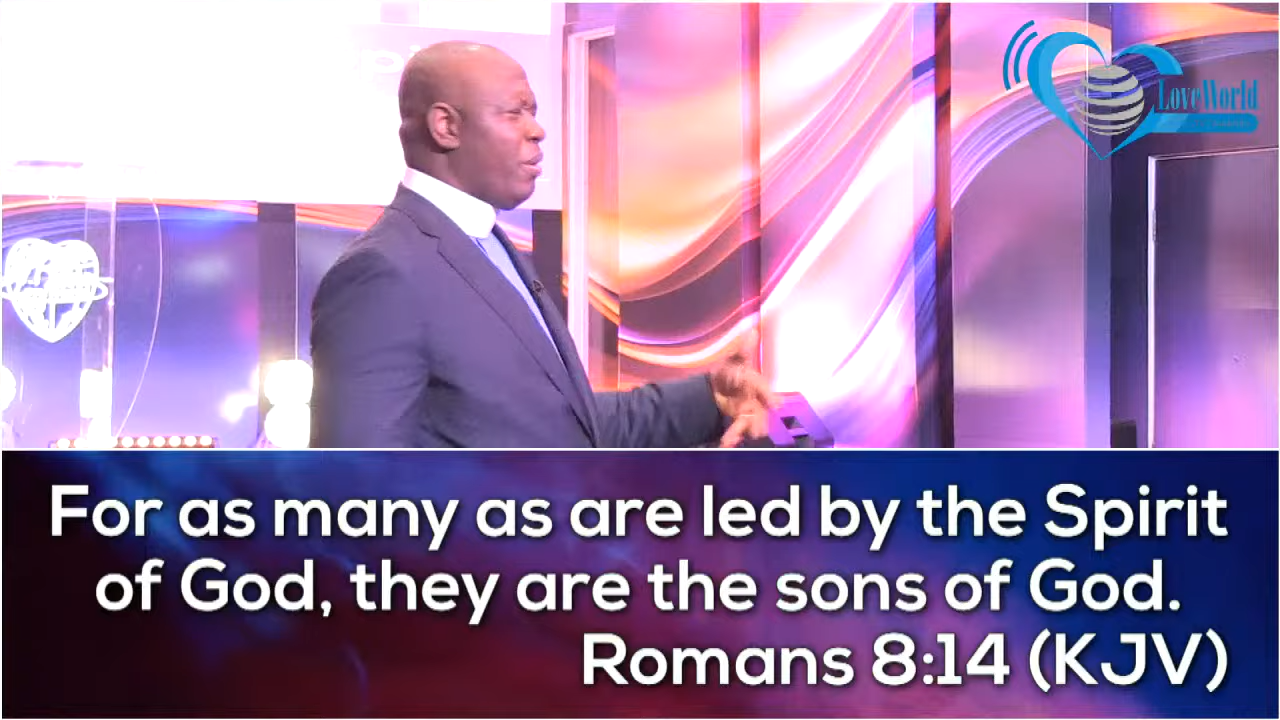 LoveWorld
For as many as are led by the Spirit
of God, they are the sons of God.
Romans 8:14 (KJV)